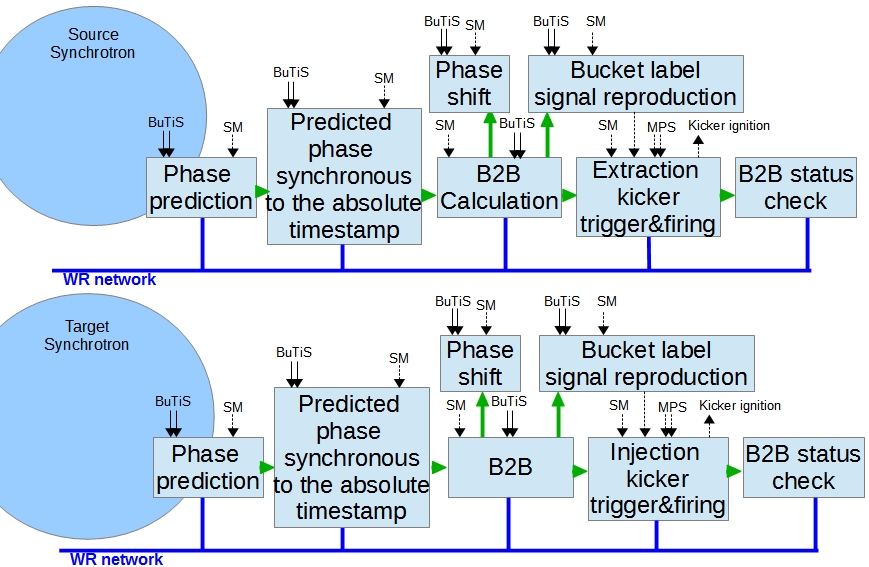 Source
Synchrotron
BuTiS
SM
Phase
prediction
BuTiS
SM
Predicted
phase
synchronous
to the absolute
timestamp
BuTiS
SM
Phase
shift
BuTiS
SM
Bucket label
signal reproduction
SM
BuTiS
B2B
Calculation
SM
MPS
Kicker ignition
Extraction
kicker
trigger&firing
B2B status
check
WR network
Target
Synchrotron
BuTiS
SM
Phase
prediction
BuTiS
SM
Predicted
phase
synchronous
to the absolute
timestamp
BuTiS
SM
Phase
shift
BuTiS
SM
Bucket label
signal reproduction
SM
BuTiS
B2B
SM
MPS
Kicker ignition
Injection
kicker
trigger&firing
B2B status
check
WR network